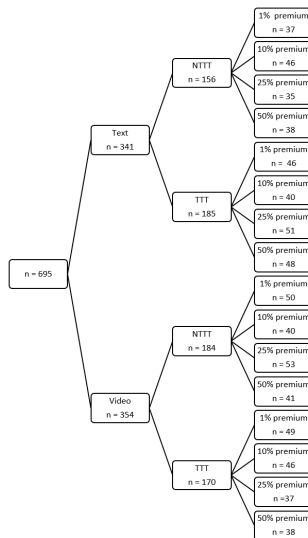 1% premium
n = 37
10% premium
n = 46
NTTT
n = 156
25% premium
n = 35
50% premium
n = 38
Text
n = 341
1% premium
n =  46
10% premium
n = 40
TTT
n = 185
25% premium
n = 51
50% premium
n = 48
n = 695
1% premium
n = 50
10% premium
n = 40
NTTT
n = 184
25% premium
n = 53
50% premium
n = 41
Video
n = 354
1% premium
n = 49
10% premium
n = 46
TTT
n = 170
25% premium
n =37
50% premium
n = 38